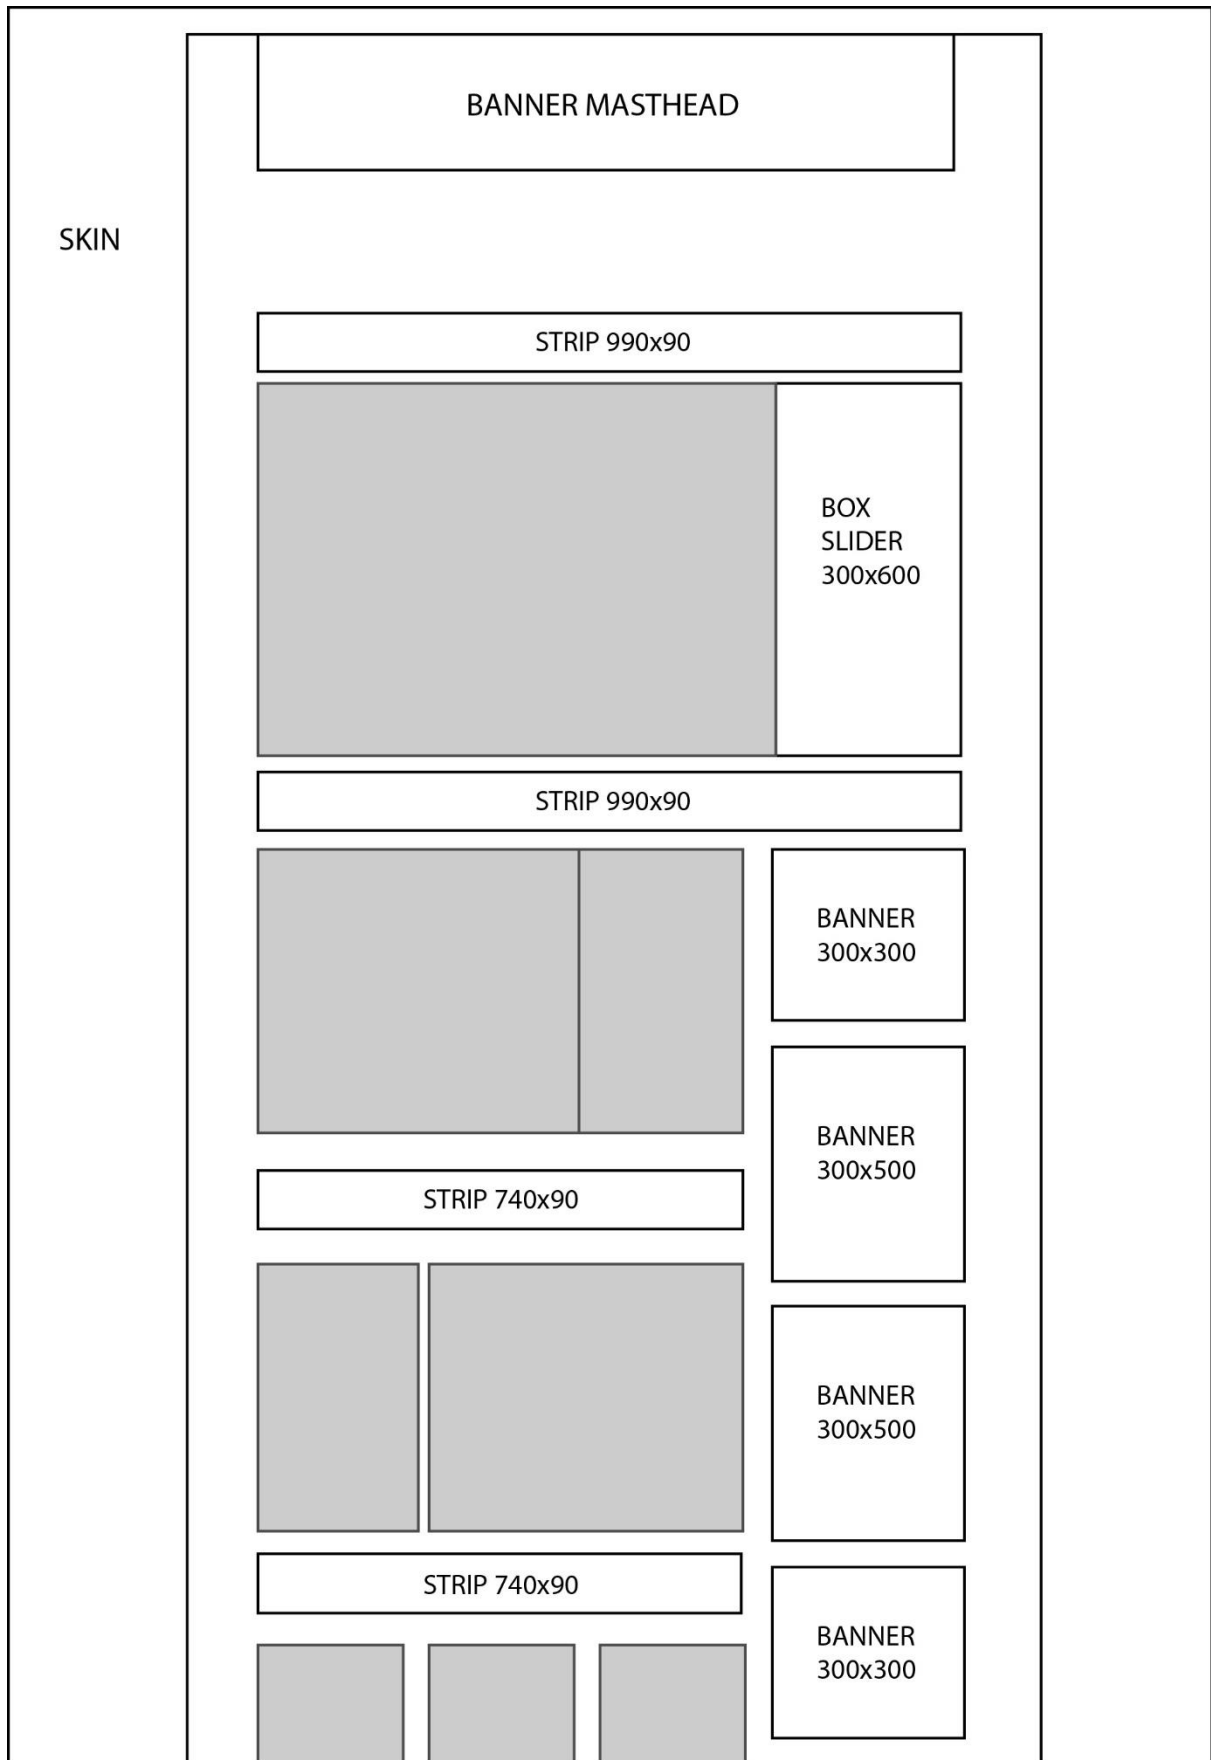 BANNER MASTHEAD
SKIN
STRIP 990x90
BOX
SLIDER
300x600
STRIP 990x90
BANNER
300x300
BANNER
300x500
STRIP 740x90
BANNER
300x500
STRIP 740x90
BANNER
300x300